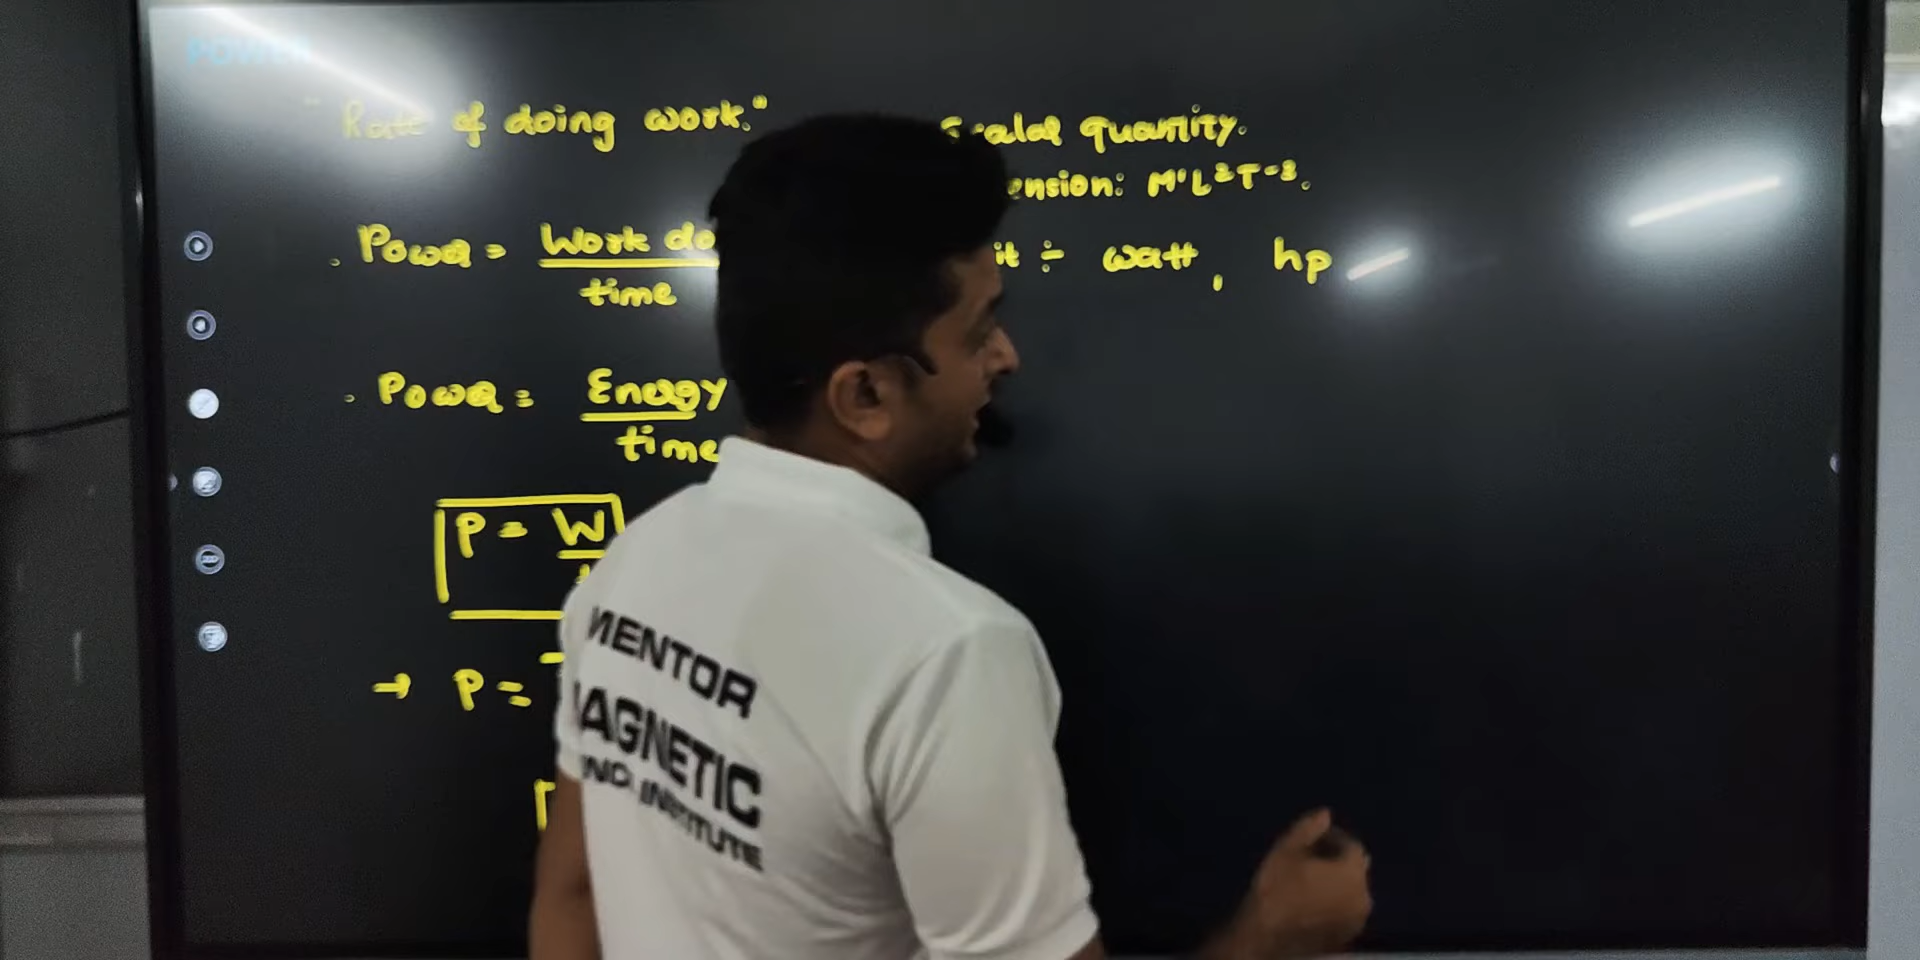 POWER
"Rate of doing work."
Scalar quantity.
ension: M¹L²T-3.
. Power = Work do
time
it ÷ watt, hp
. Power = Energy
time
P = W
→ P =
MENTOR
AGNETIC
INSTITUTE